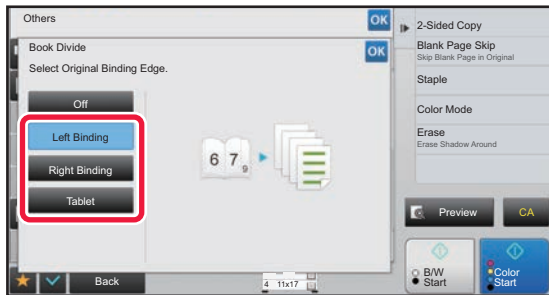 Others
OK
2-Sided Copy
Book Divide
OK
Blank Page Skip
Skip Blank Page in Original
Select Original Binding Edge.
Staple
Off
Color Mode
Left Binding
Erase
Erase Shadow Around
6 7 9
Right Binding
Tablet
Preview
CA
Back
4 11x17
B/W
Start
Color
Start